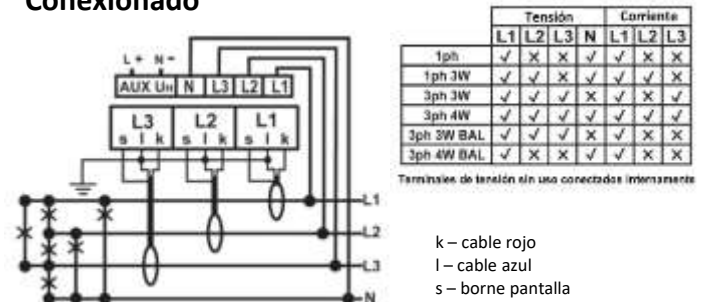 Conexionado
L + N -
AUX Un N L3 L2 L1
L3 L2 L1
s l k s l k s l k
L1
L2
L3
N
Tensión Corriente
L1 L2 L3 N L1 L2 L3
1ph √ X X √ √ X X
1ph 3W √ √ X √ √ √ X
3ph 3W √ √ √ X √ X √
3ph 4W √ √ √ √ √ √ √
3ph 3W BAL √ √ √ X √ X X
3ph 4W BAL √ X X √ √ X X
Terminales de tensión sin uso conectados internamente
k – cable rojo
l – cable azul
s – borne pantalla